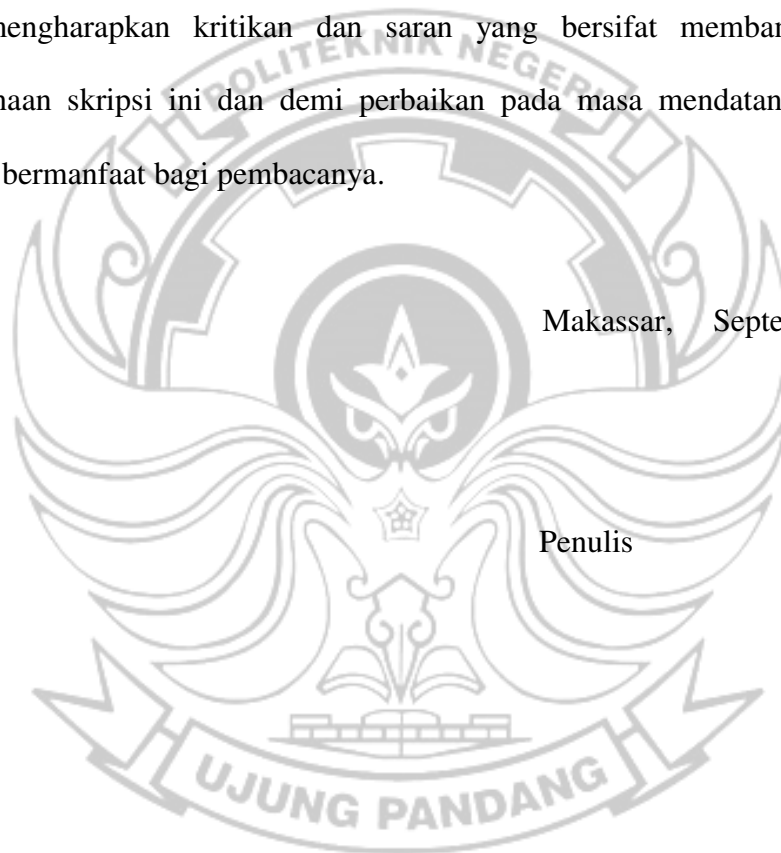 mengharapkan kritikan dan saran yang bersifat memba
naan skripsi ini dan demi perbaikan pada masa mendatan
bermanfaat bagi pembacanya.
POLITEKNIK NEGERI
Makassar, Septe
Penulis
UJUNG PANDANG